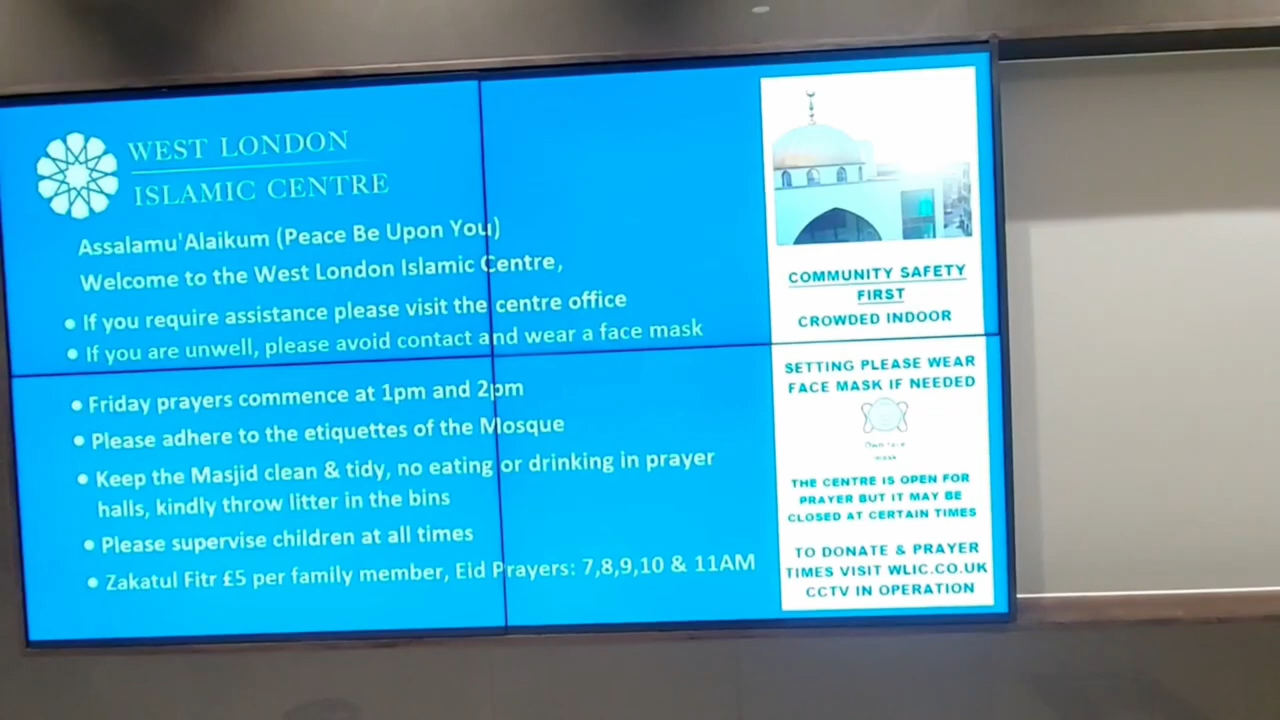 WEST LONDON
ISLAMIC CENTRE
Assalamu'Alaikum (Peace Be Upon You)
Welcome to the West London Islamic Centre,
• If you require assistance please visit the centre office
• If you are unwell, please avoid contact and wear a face mask
• Friday prayers commence at 1pm and 2pm
• Please adhere to the etiquettes of the Mosque
• Keep the Masjid clean & tidy, no eating or drinking in prayer
halls, kindly throw litter in the bins
• Please supervise children at all times
• Zakatul Fitr £5 per family member, Eid Prayers: 7,8,9,10 & 11AM
COMMUNITY SAFETY
FIRST
CROWDED INDOOR
SETTING PLEASE WEAR
FACE MASK IF NEEDED
Own face
mask
THE CENTRE IS OPEN FOR
PRAYER BUT IT MAY BE
CLOSED AT CERTAIN TIMES
TO DONATE & PRAYER
TIMES VISIT WLIC.CO.UK
CCTV IN OPERATION